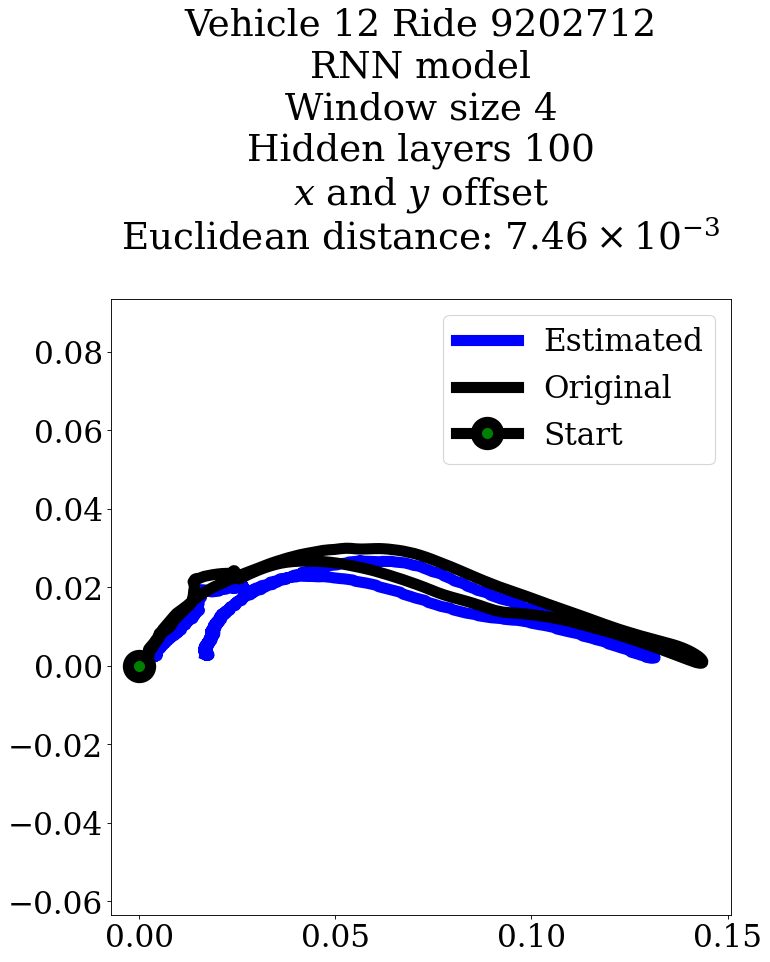 Vehicle 12 Ride 9202712
RNN model
Window size 4
Hidden layers 100
x and y offset
Euclidean distance: 7.46 × 10⁻³
Estimated
Original
Start
0.08
0.06
0.04
0.02
0.00
−0.02
−0.04
−0.06
0.00 0.05 0.10 0.15